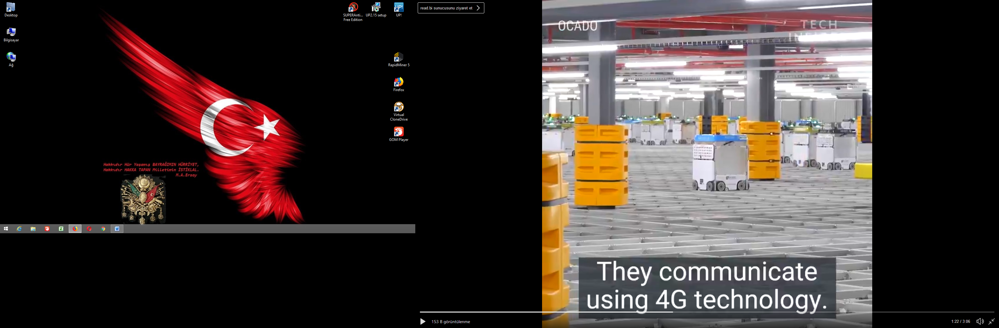 Desktop
Bilgisayar
Ağ
SUPERAnti...
Free Edition
UP2.15 setup
UP!
UP!
RapidMiner 5
Firefox
Virtual
CloneDrive
GOM Player
Hakkıdır Hür Yaşamış BAYRAĞIMIN HÜRRİYET,
Hakkıdır HAKKA TAPAN Milletimin İSTİKLAL.
M.A.Ersoy
read.bi sunucusunu ziyaret et
OCADO
TECH
They communicate
using 4G technology.
153 B görüntülenme
1:22 / 3:06